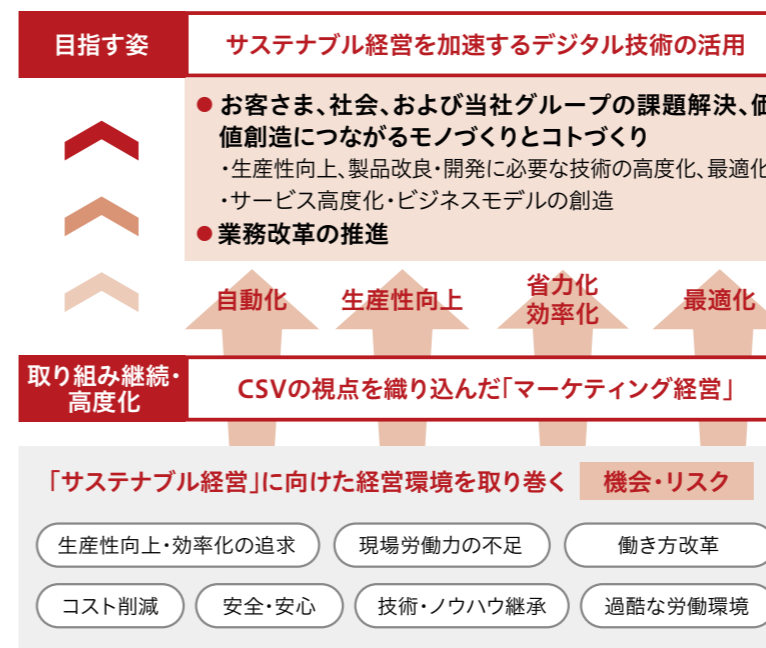 目指す姿
サステナブル経営を加速するデジタル技術の活用
● お客さま、社会、および当社グループの課題解決、価
値創造につながるモノづくりとコトづくり
・生産性向上、製品改良・開発に必要な技術の高度化、最適化
・サービス高度化・ビジネスモデルの創造
● 業務改革の推進
自動化
生産性向上
省力化
効率化
最適化
取り組み継続・
高度化
CSVの視点を織り込んだ「マーケティング経営」
「サステナブル経営」に向けた経営環境を取り巻く 機会・リスク
生産性向上・効率化の追求
現場労働力の不足
働き方改革
コスト削減
安全・安心
技術・ノウハウ継承
過酷な労働環境